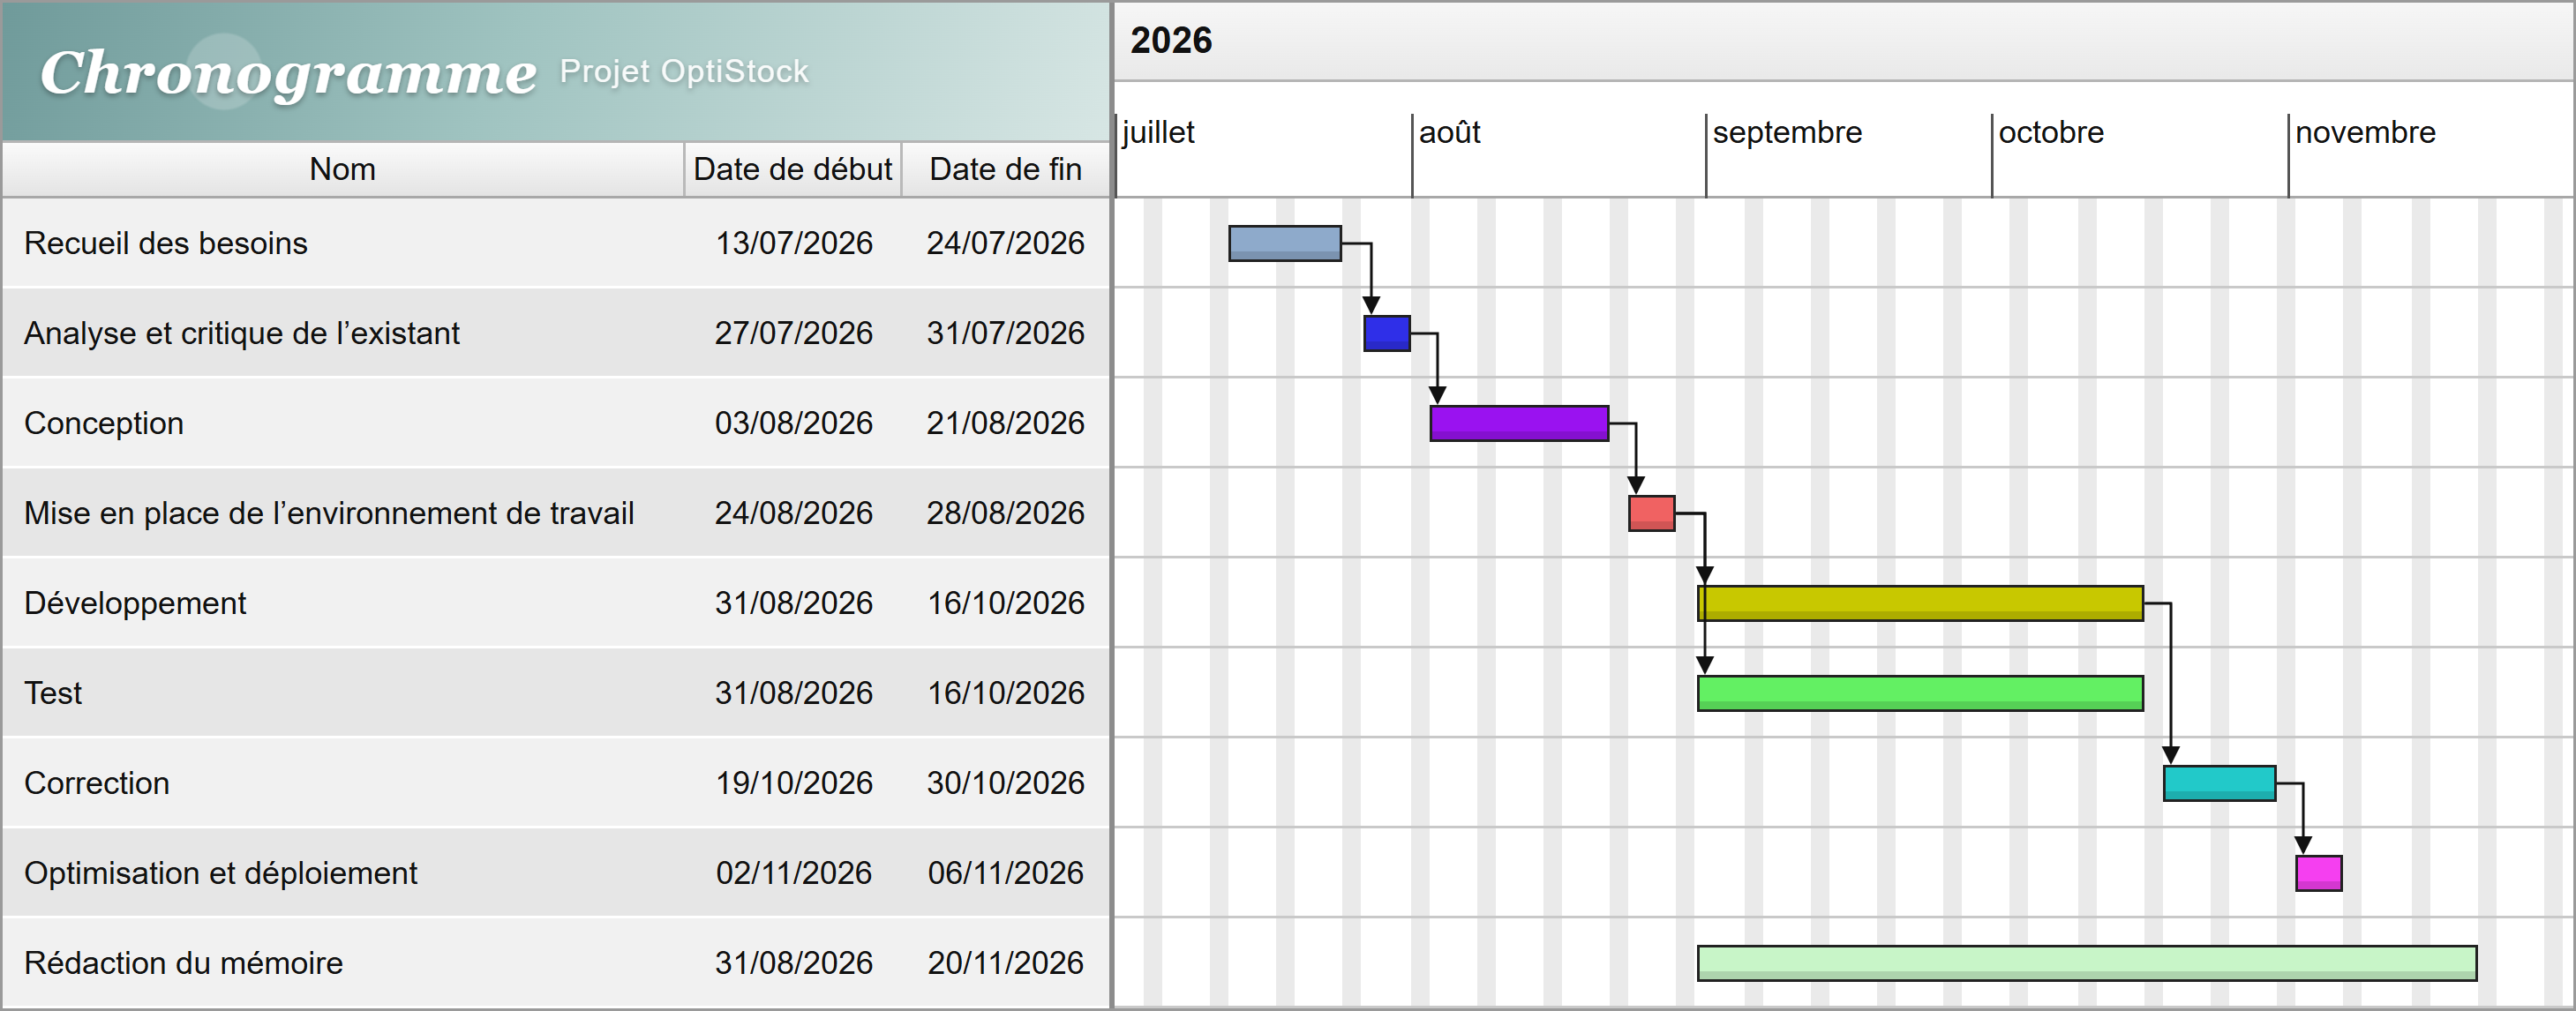 Chronogramme Projet OptiStock
2026
juillet août septembre octobre novembre
Nom Date de début Date de fin
Recueil des besoins 13/07/2026 24/07/2026
Analyse et critique de l’existant 27/07/2026 31/07/2026
Conception 03/08/2026 21/08/2026
Mise en place de l’environnement de travail 24/08/2026 28/08/2026
Développement 31/08/2026 16/10/2026
Test 31/08/2026 16/10/2026
Correction 19/10/2026 30/10/2026
Optimisation et déploiement 02/11/2026 06/11/2026
Rédaction du mémoire 31/08/2026 20/11/2026